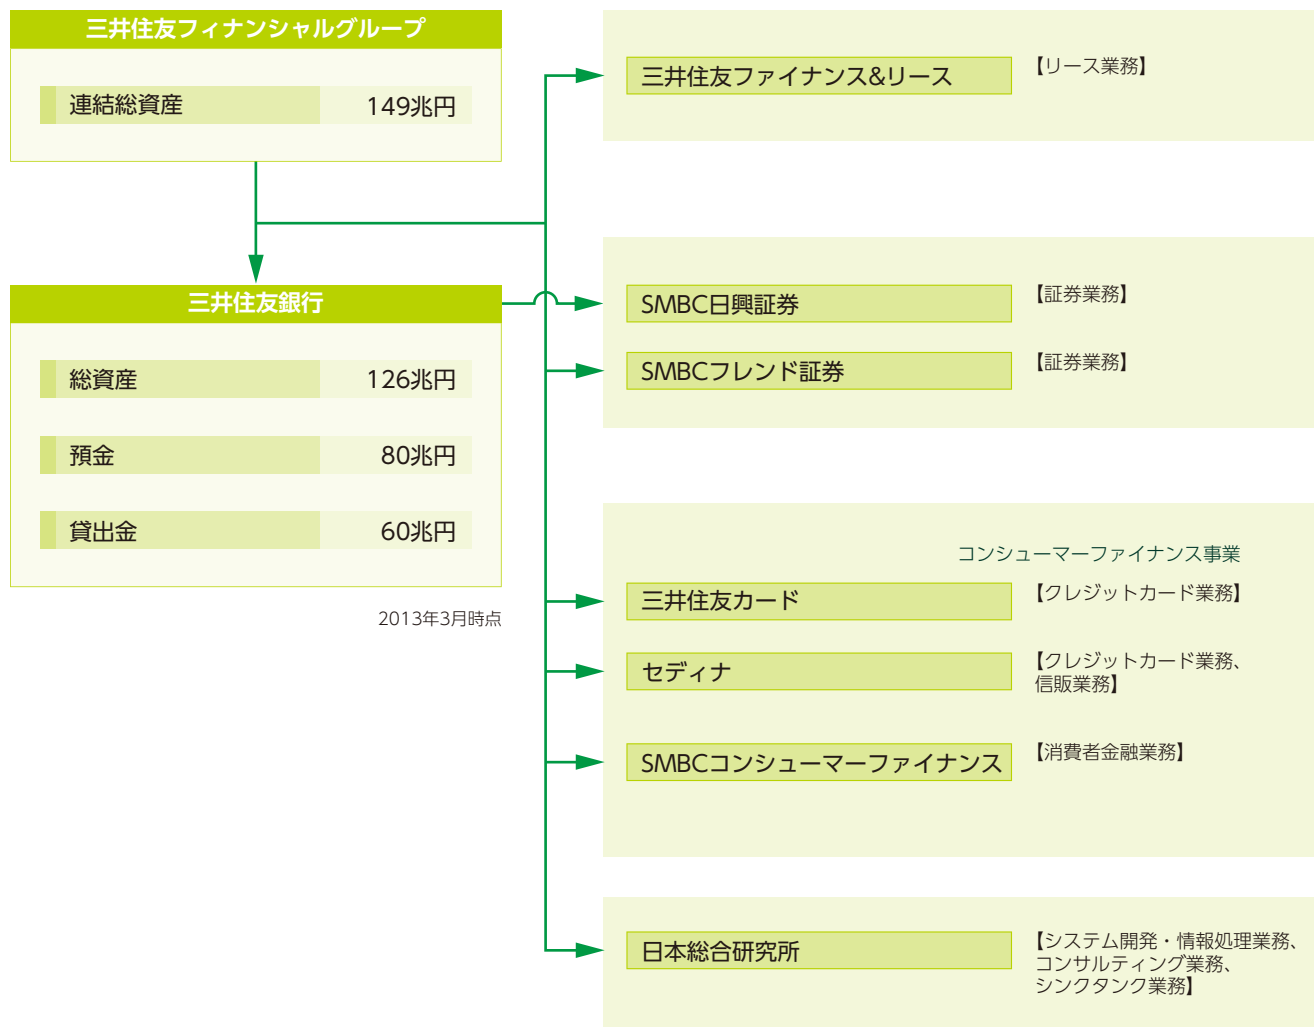 三井住友フィナンシャルグループ
連結総資産 149兆円
三井住友銀行
総資産 126兆円
預金 80兆円
貸出金 60兆円
2013年3月時点
三井住友ファイナンス&リース 【リース業務】
SMBC日興証券 【証券業務】
SMBCフレンド証券 【証券業務】
コンシューマーファイナンス事業
三井住友カード 【クレジットカード業務】
セディナ 【クレジットカード業務、
信販業務】
SMBCコンシューマーファイナンス 【消費者金融業務】
日本総合研究所 【システム開発・情報処理業務、
コンサルティング業務、
シンクタンク業務】